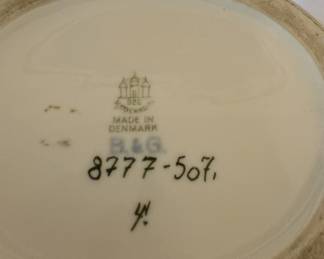 MADE IN
DENMARK
B.&G.
8777-507.
4.